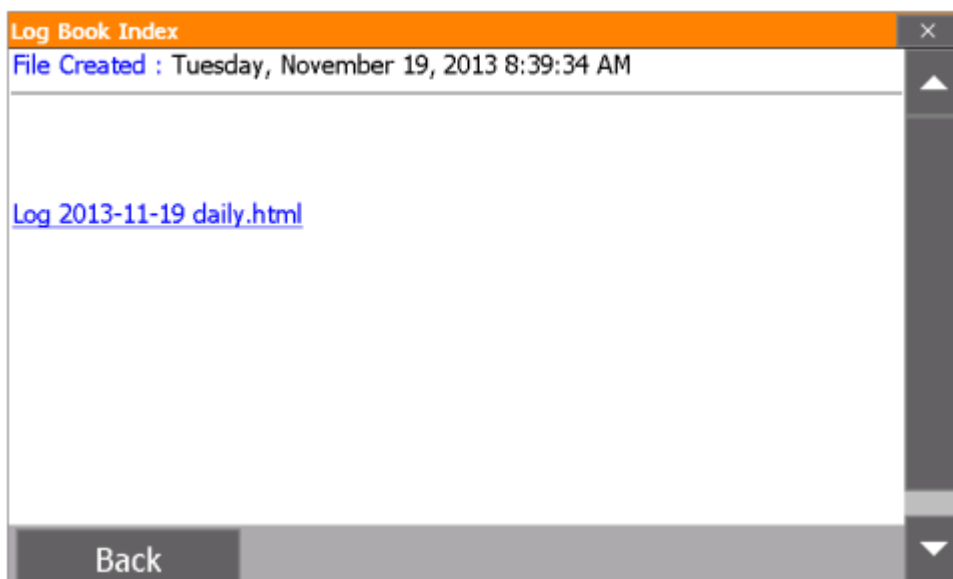 Log Book Index
File Created : Tuesday, November 19, 2013 8:39:34 AM
Log 2013-11-19 daily.html
Back